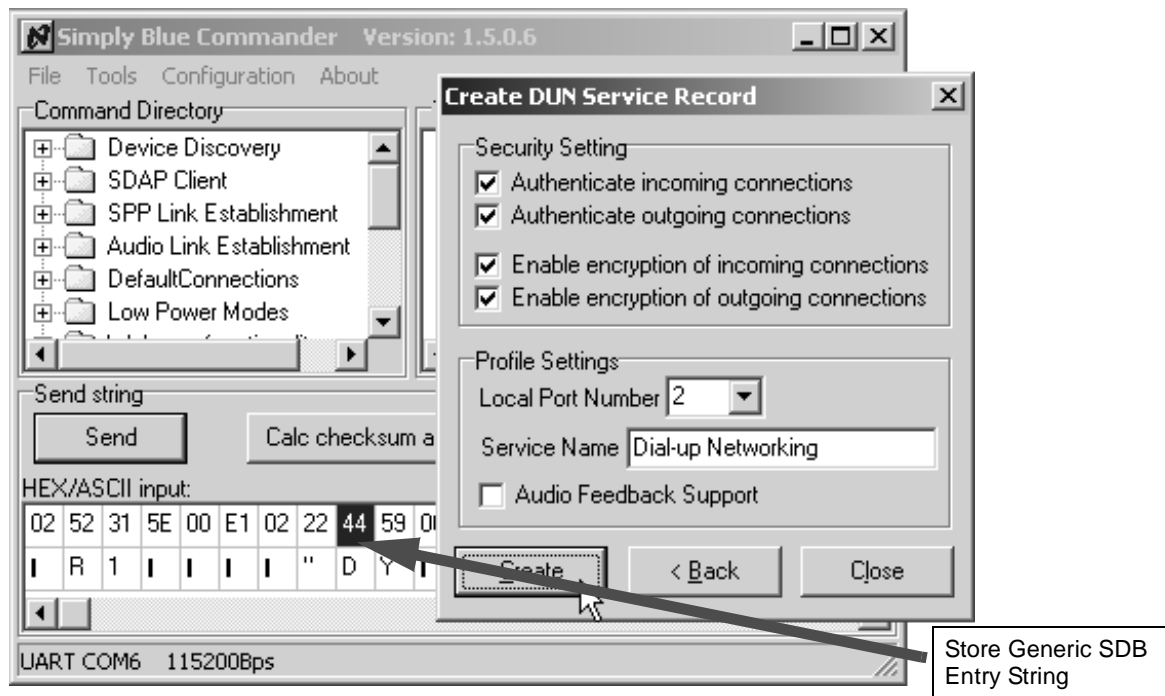 Simply Blue Commander Version: 1.5.0.6
File Tools Configuration About
Command Directory
Device Discovery
SDAP Client
SPP Link Establishment
Audio Link Establishment
DefaultConnections
Low Power Modes
Send string
Send
Calc checksum a
HEX/ASCII input:
02 52 31 5E 00 E1 02 22 44 59
R 1 " D Y
UART COM6 115200Bps
Create DUN Service Record
Security Setting
Authenticate incoming connections
Authenticate outgoing connections
Enable encryption of incoming connections
Enable encryption of outgoing connections
Profile Settings
Local Port Number 2
Service Name Dial-up Networking
Audio Feedback Support
Create < Back Close
Store Generic SDB
Entry String